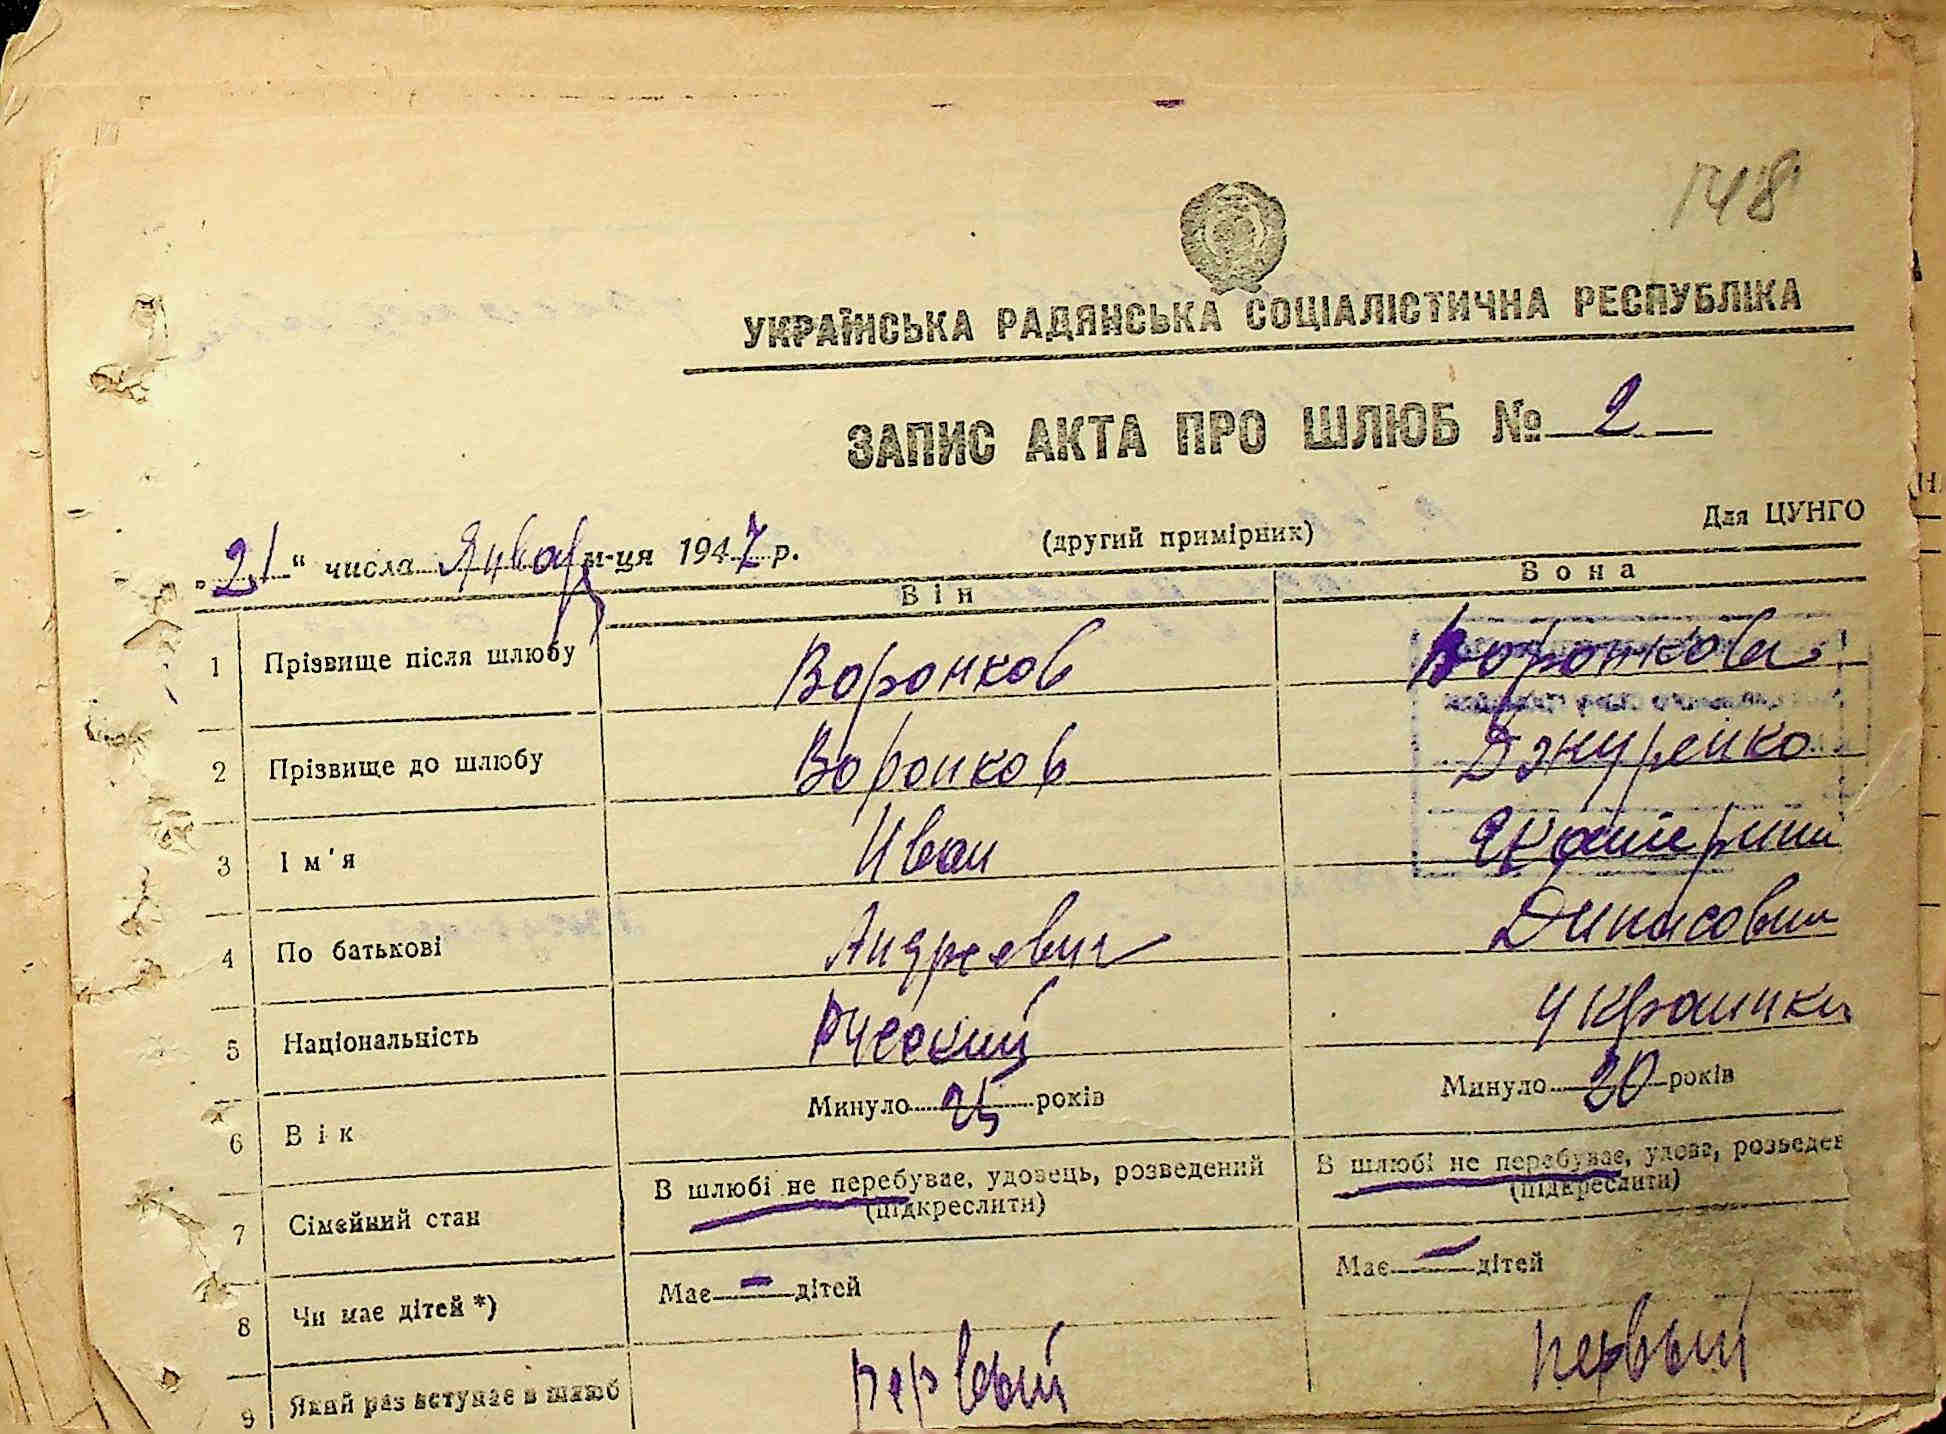 148
УКРАЇНСЬКА РАДЯНСЬКА СОЦІАЛІСТИЧНА РЕСПУБЛІКА
ЗАПИС АКТА ПРО ШЛЮБ № 2
Для ЦУНГО
„21“ числа Январ м-ця 1947 р. (другий примірник)
Він Вона
1 Прізвище після шлюбу Воронков Воронкова
2 Прізвище до шлюбу Воронков Джурейко
3 Ім'я Иван Екатерина
4 По батькові Андреевич
5 Національність Русский Украинка
6 Вік Минуло 25 років Минуло 20 років
7 Сімейний стан В шлюбі не перебуває, удовець, розведений (підкреслити) В шлюбі не перебуває, удова, розведен (підкреслити)
8 Чи має дітей *) Має — дітей Має — дітей
9 Який раз вступає в шлюб первый первый